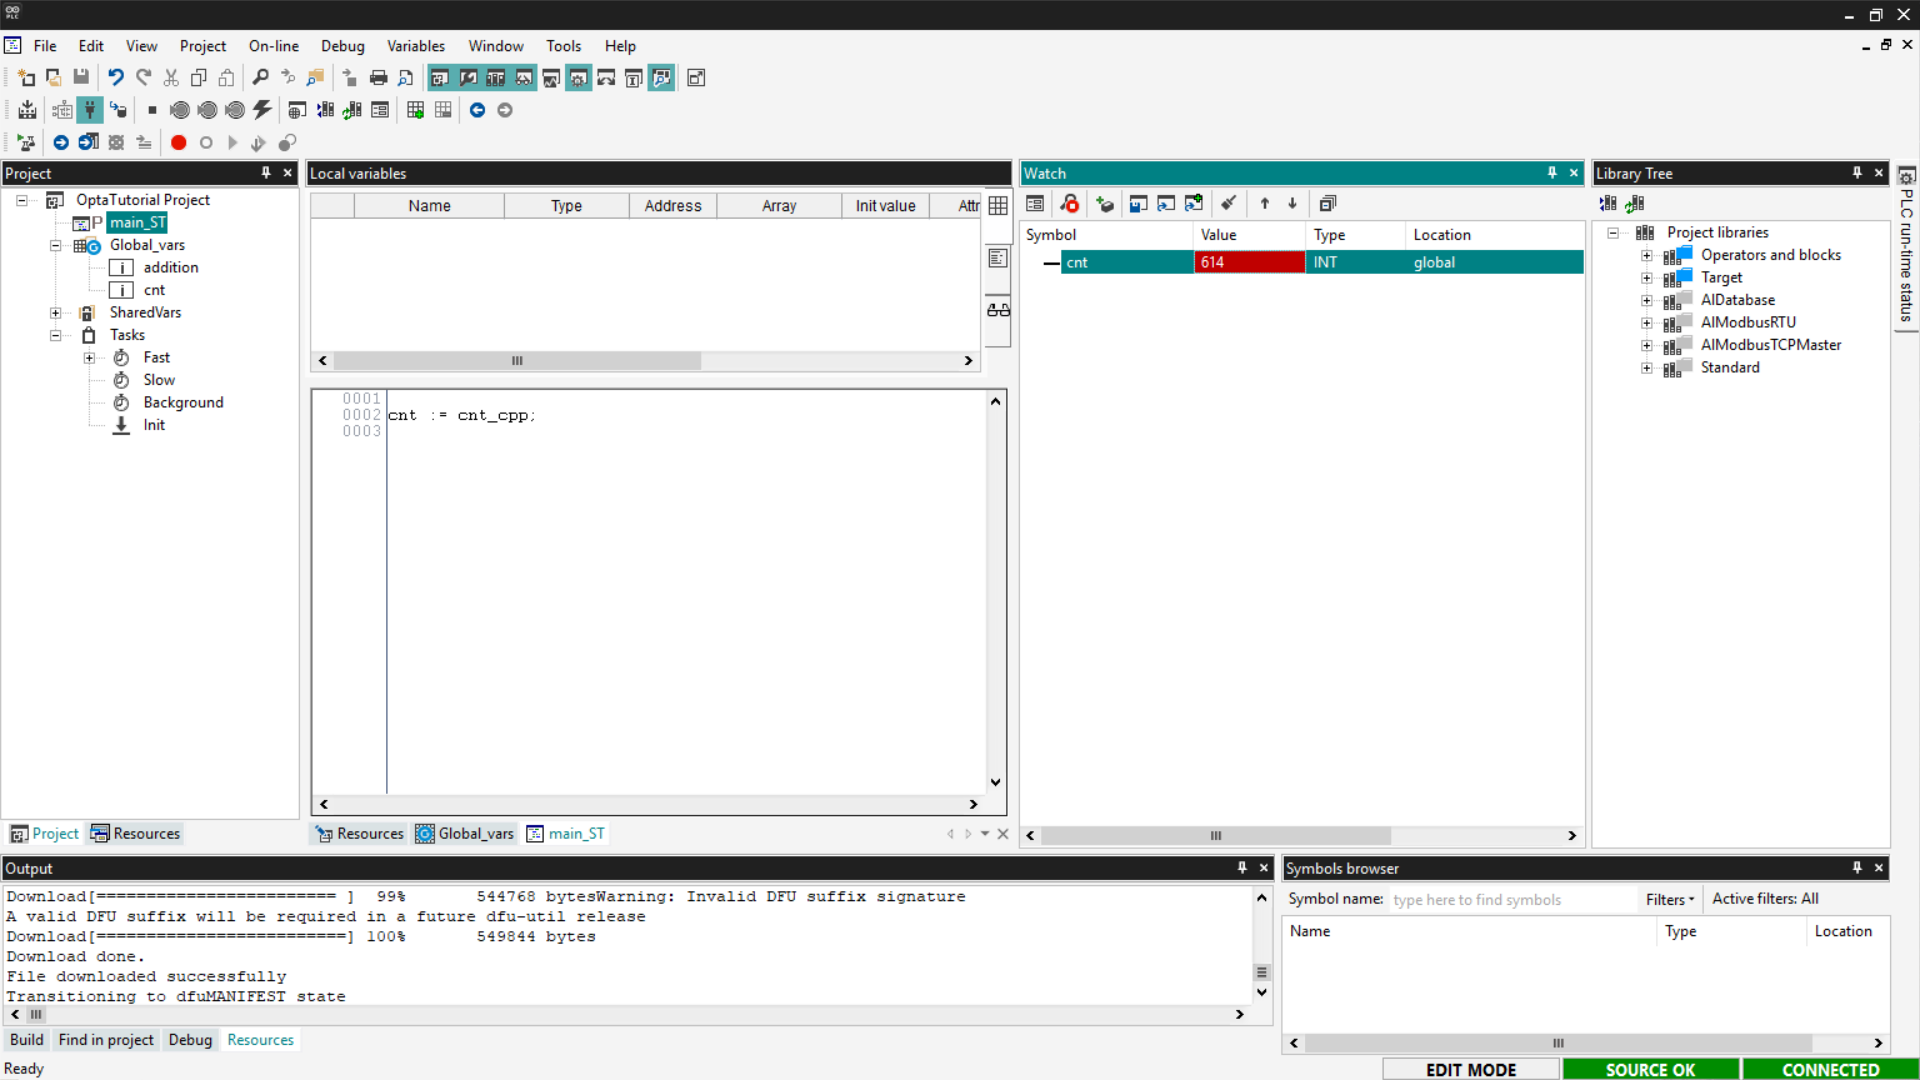 PLC
File Edit View Project On-line Debug Variables Window Tools Help
Project
OptaTutorial Project
P main_ST
Global_vars
addition
cnt
SharedVars
Tasks
Fast
Slow
Background
Init
Project Resources
Local variables
Name Type Address Array Init value Attr
0001
0002 cnt := cnt_cpp;
0003
Resources Global_vars main_ST
Watch
Symbol Value Type Location
cnt 614 INT global
Library Tree
Project libraries
Operators and blocks
Target
AlDatabase
AlModbusRTU
AlModbusTCPMaster
Standard
PLC run-time status
Output
Download[======================== ] 99% 544768 bytesWarning: Invalid DFU suffix signature
A valid DFU suffix will be required in a future dfu-util release
Download[=========================] 100% 549844 bytes
Download done.
File downloaded successfully
Transitioning to dfuMANIFEST state
Build Find in project Debug Resources
Symbols browser
Symbol name: type here to find symbols Filters Active filters: All
Name Type Location
Ready
EDIT MODE SOURCE OK CONNECTED